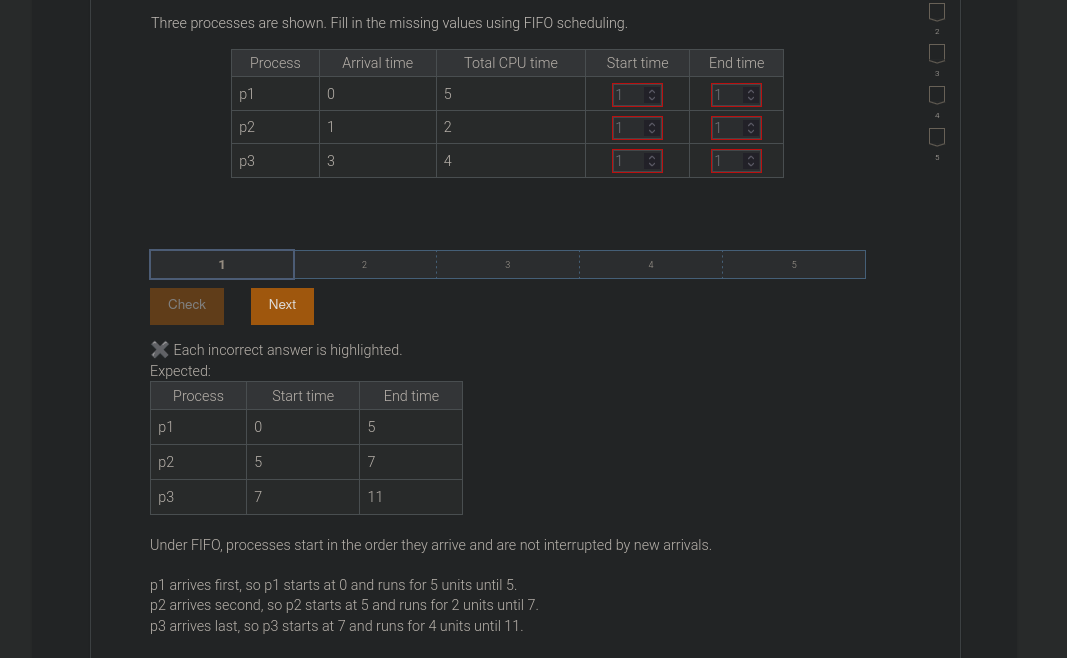 Three processes are shown. Fill in the missing values using FIFO scheduling.
Process Arrival time Total CPU time Start time End time
p1 0 5 1 1
p2 1 2 1 1
p3 3 4 1 1
2
3
4
5
1 2 3 4 5
Check Next
Each incorrect answer is highlighted.
Expected:
Process Start time End time
p1 0 5
p2 5 7
p3 7 11
Under FIFO, processes start in the order they arrive and are not interrupted by new arrivals.
p1 arrives first, so p1 starts at 0 and runs for 5 units until 5.
p2 arrives second, so p2 starts at 5 and runs for 2 units until 7.
p3 arrives last, so p3 starts at 7 and runs for 4 units until 11.